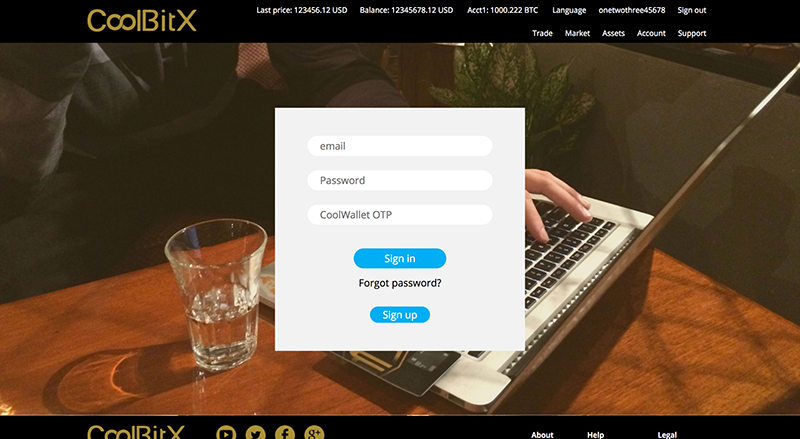 CoolBitX
Last price: 123456.12 USD Balance: 12345678.12 USD Acct1: 1000.222 BTC Language onetwothree45678 Sign out
Trade Market Assets Account Support
email
Password
CoolWallet OTP
Sign in
Forgot password?
Sign up
CoolBitX
f g+
About Help Legal